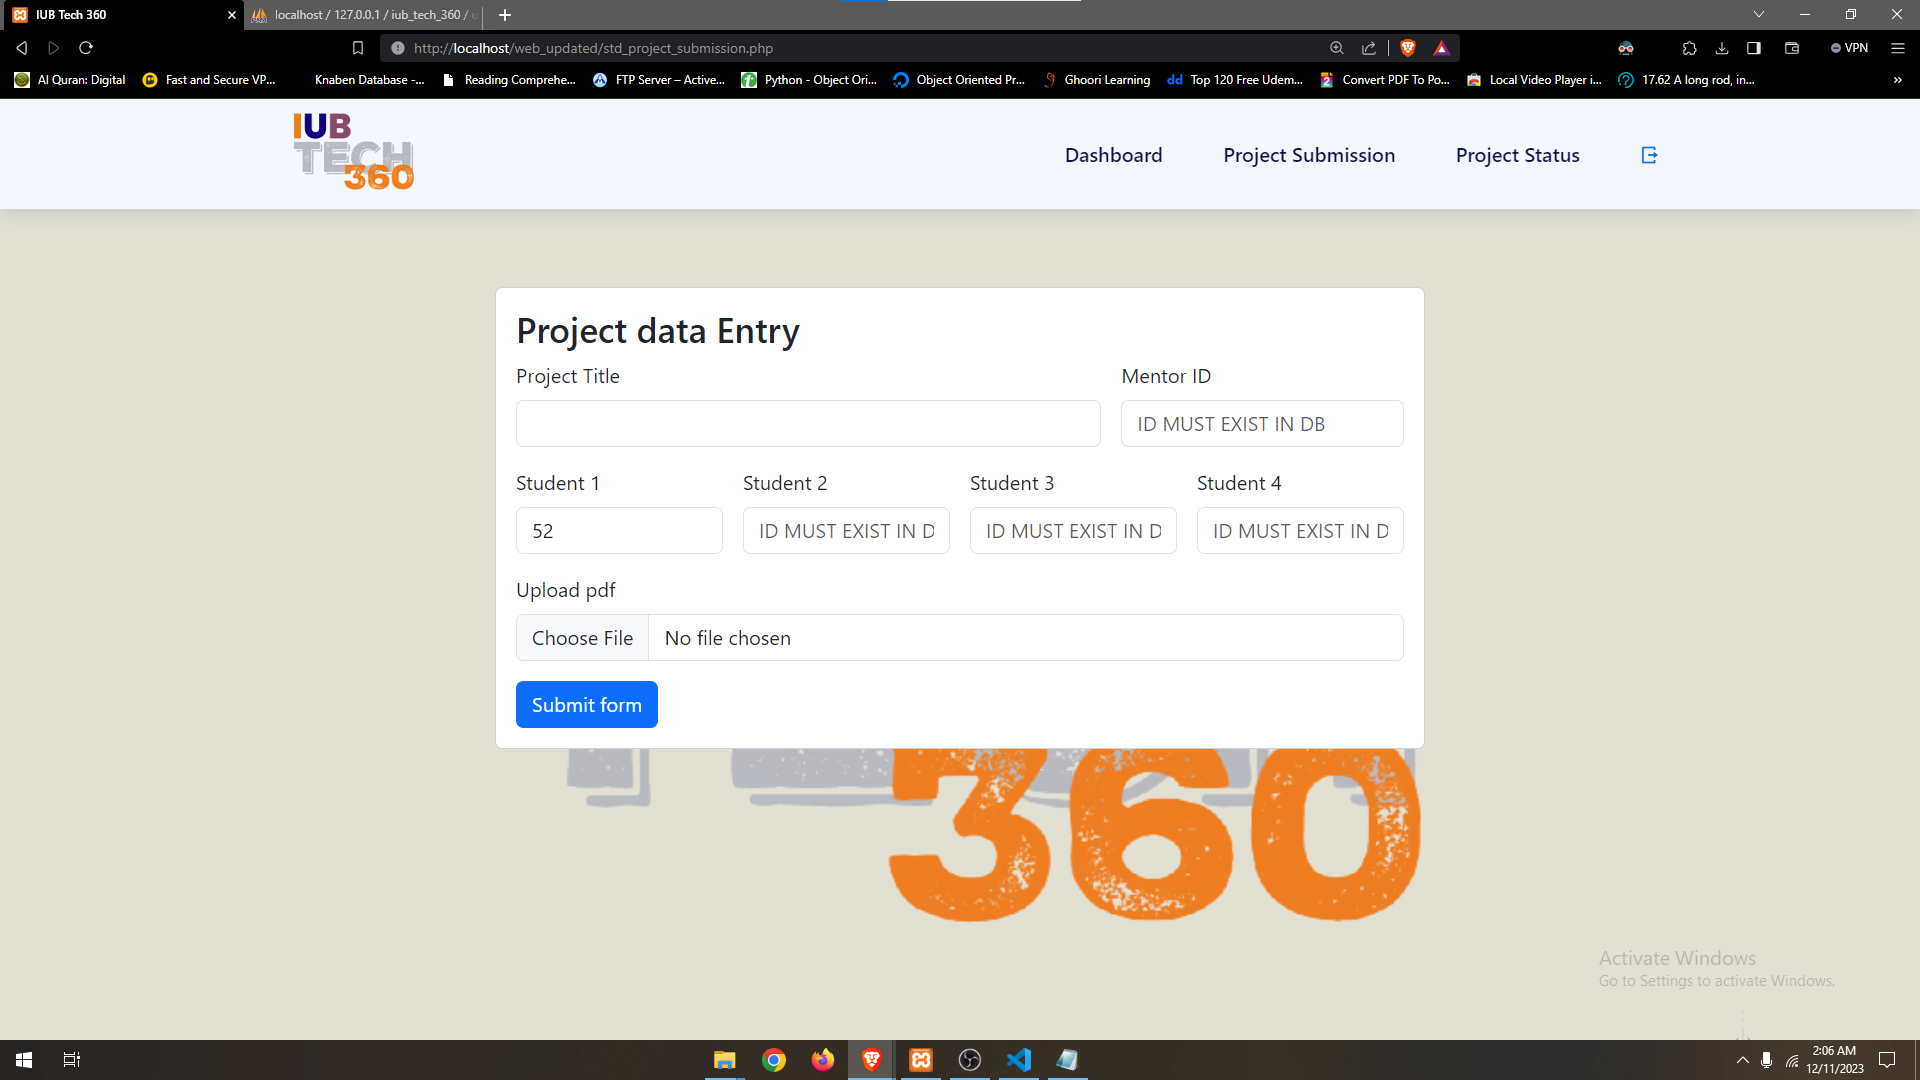 IUB Tech 360
localhost / 127.0.0.1 / iub_tech_360 /
http://localhost/web_updated/std_project_submission.php
VPN
Al Quran: Digital
Fast and Secure VP...
Knaben Database -...
Reading Comprehe...
FTP Server – Active...
Python - Object Ori...
Object Oriented Pr...
Ghoori Learning
dd Top 120 Free Udem...
Convert PDF To Po...
Local Video Player i...
17.62 A long rod, in...
IUB
TECH
360
Dashboard
Project Submission
Project Status
Project data Entry
Project Title
Mentor ID
ID MUST EXIST IN DB
Student 1
Student 2
Student 3
Student 4
52
ID MUST EXIST IN D
ID MUST EXIST IN D
ID MUST EXIST IN D
Upload pdf
Choose File
No file chosen
Submit form
360
Activate Windows
Go to Settings to activate Windows.
2:06 AM
12/11/2023